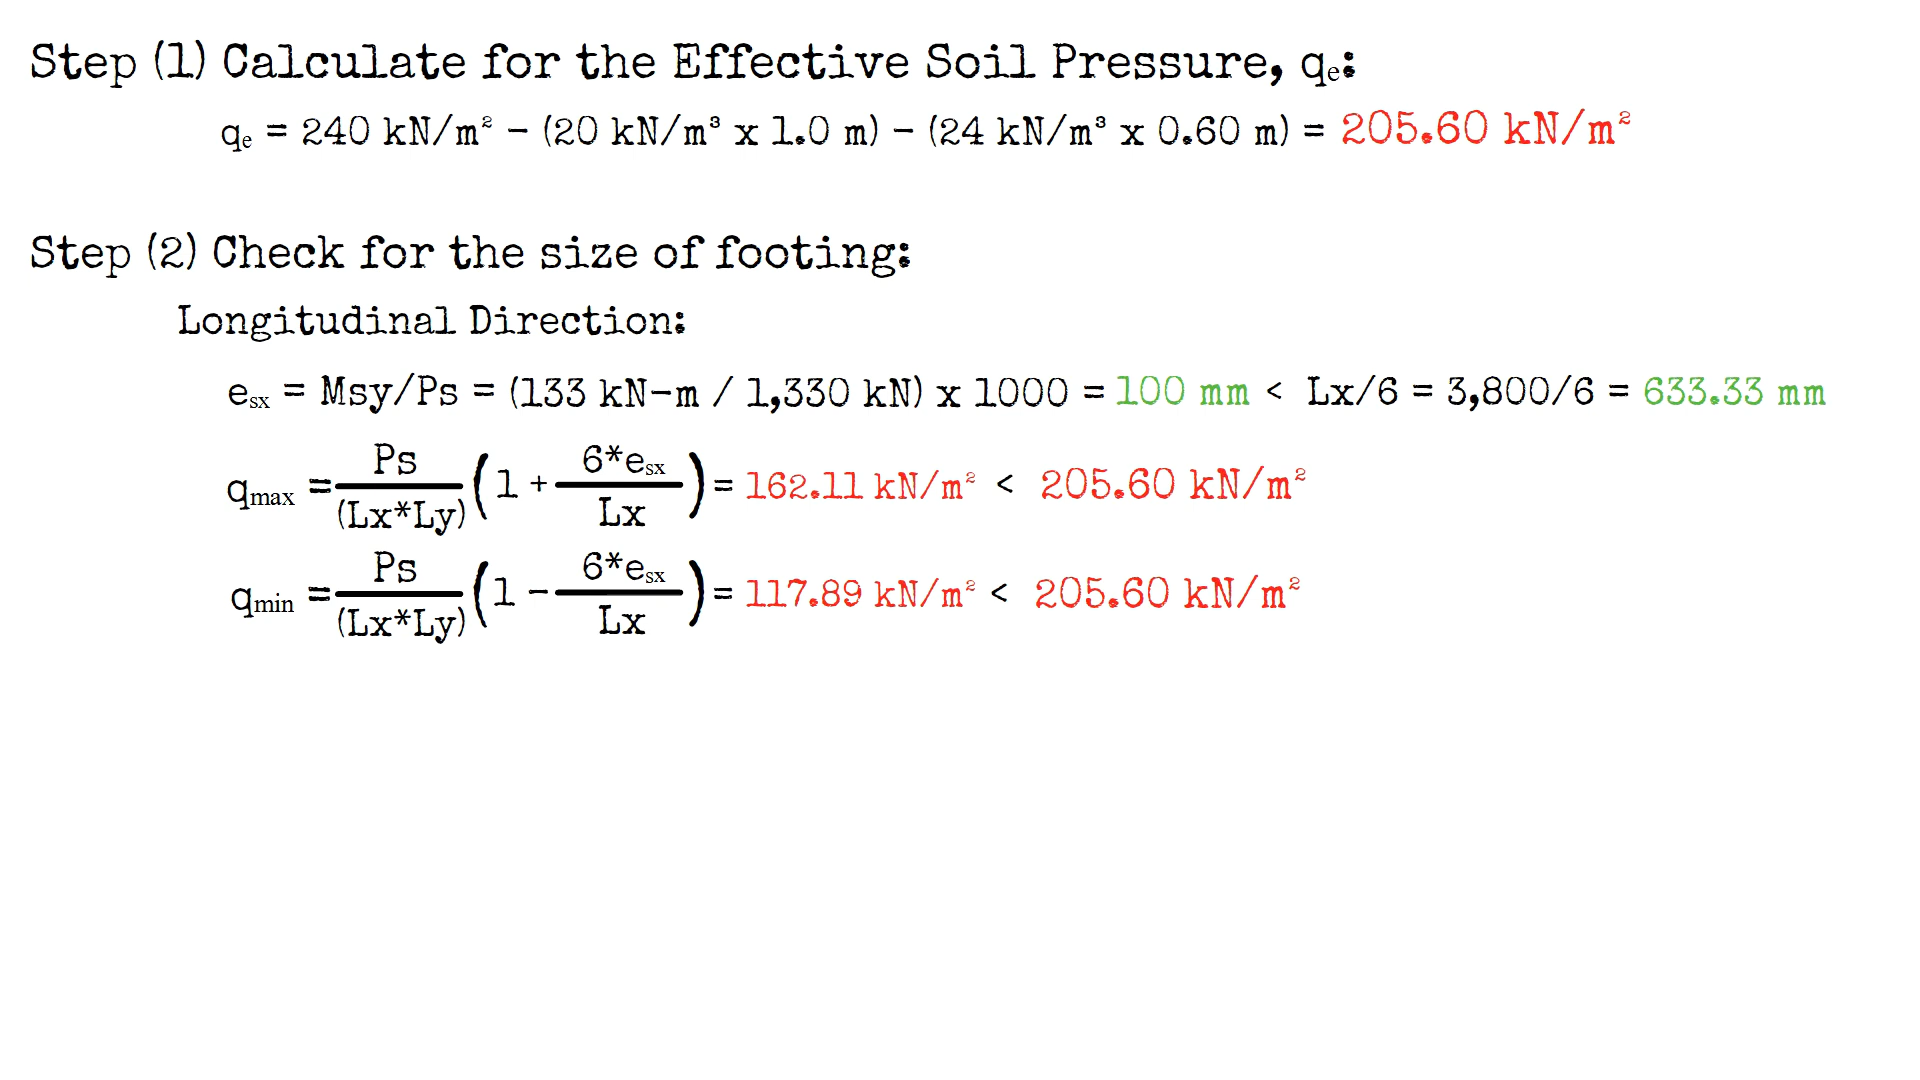 Step (1) Calculate for the Effective Soil Pressure, qe:
qe = 240 kN/m² - (20 kN/m³ x 1.0 m) - (24 kN/m³ x 0.60 m) = 205.60 kN/m²
Step (2) Check for the size of footing:
Longitudinal Direction:
esx = Msy/Ps = (133 kN-m / 1,330 kN) x 1000 = 100 mm < Lx/6 = 3,800/6 = 633.33 mm
qmax = Ps/(Lx*Ly) (1 + 6*esx/Lx) = 162.11 kN/m² < 205.60 kN/m²
qmin = Ps/(Lx*Ly) (1 - 6*esx/Lx) = 117.89 kN/m² < 205.60 kN/m²